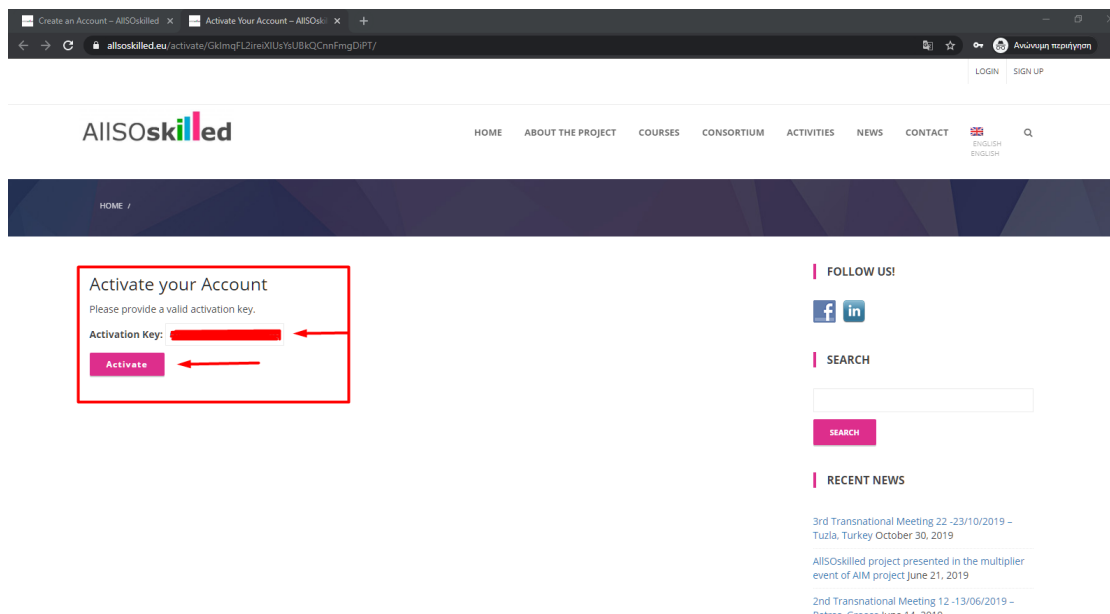 Create an Account – AllSOskilled
Activate Your Account – AllSOskil
allsoskilled.eu/activate/GklmqFL2ireiXlUsYsUBkQCnnFmgDiPT/
Ανώνυμη περιήγηση
LOGIN SIGN UP
AllSOskilled
HOME ABOUT THE PROJECT COURSES CONSORTIUM ACTIVITIES NEWS CONTACT
ENGLISH
ENGLISH
HOME /
Activate your Account
Please provide a valid activation key.
Activation Key:
Activate
FOLLOW US!
f in
SEARCH
SEARCH
RECENT NEWS
3rd Transnational Meeting 22 -23/10/2019 –
Tuzla, Turkey October 30, 2019
AllSOskilled project presented in the multiplier
event of AIM project June 21, 2019
2nd Transnational Meeting 12 -13/06/2019 –